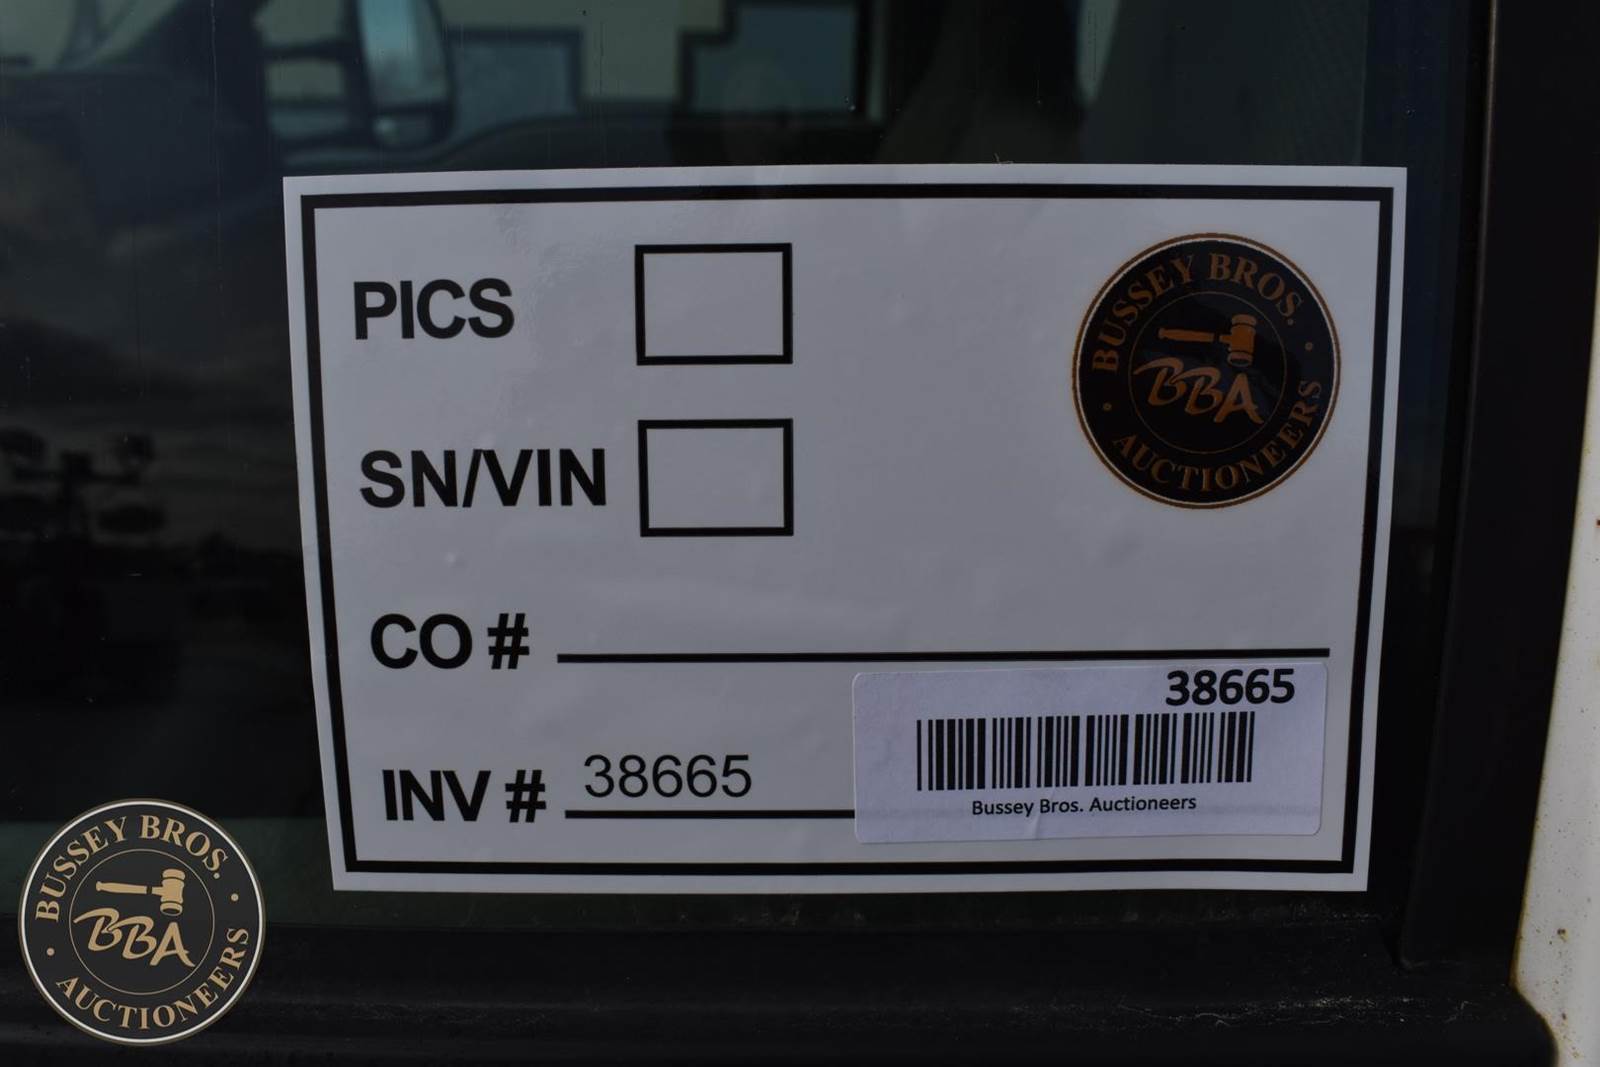 PICS
BUSSEY BROS.
BBA
AUCTIONEERS
SN/VIN
CO #
38665
INV # 38665
Bussey Bros. Auctioneers
BUSSEY BROS.
BBA
AUCTIONEERS